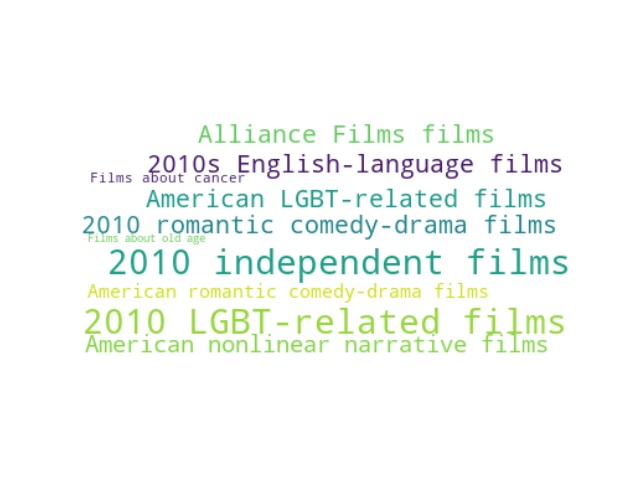 Alliance Films films
2010s English-language films
Films about cancer
American LGBT-related films
2010 romantic comedy-drama films
Films about old age
2010 independent films
American romantic comedy-drama films
2010 LGBT-related films
American nonlinear narrative films